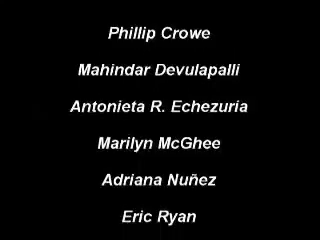 Phillip Crowe
Mahindar Devulapalli
Antonieta R. Echezuria
Marilyn McGhee
Adriana Nuñez
Eric Ryan